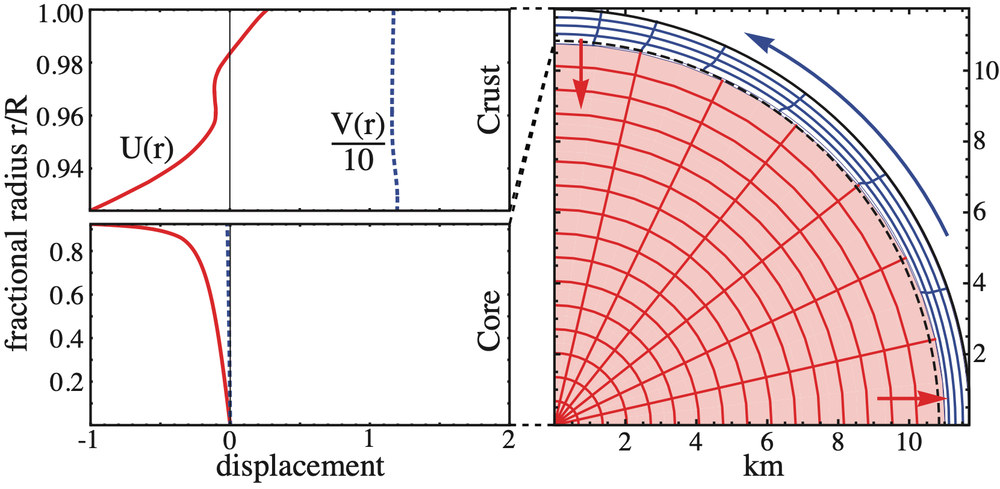 fractional radius r/R
1.00
0.98
0.96
0.94
U(r)
V(r)
10
Crust
0.8
0.6
0.4
0.2
Core
-1 0 1 2
displacement
10
8
6
4
2
2 4 6 8 10
km